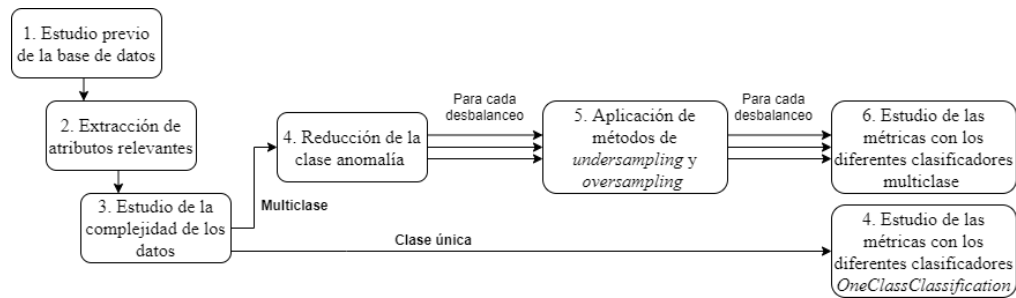 1. Estudio previo
de la base de datos
2. Extracción de
atributos relevantes
3. Estudio de la
complejidad de los
datos
Multiclase
4. Reducción de la
clase anomalía
Para cada
desbalanceo
5. Aplicación de
métodos de
undersampling y
oversampling
Para cada
desbalanceo
6. Estudio de las
métricas con los
diferentes clasificadores
multiclase
Clase única
4. Estudio de las
métricas con los
diferentes clasificadores
OneClassClassification